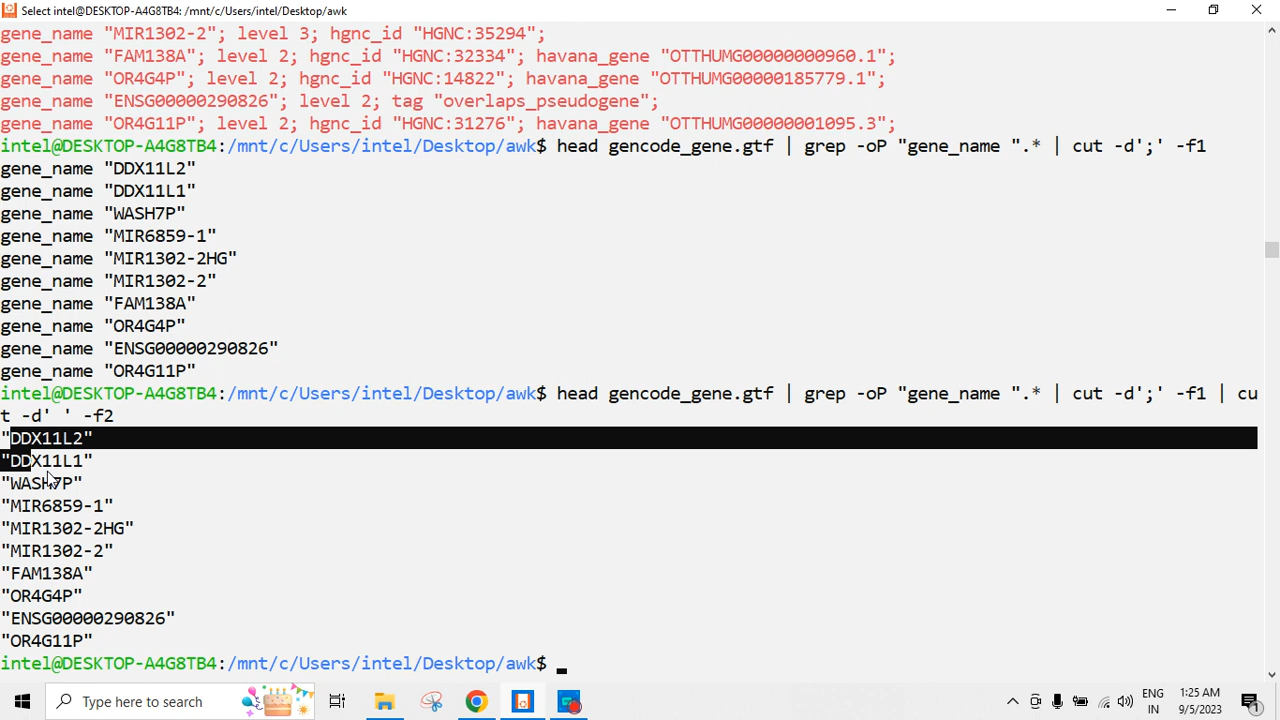 Select intel@DESKTOP-A4G8TB4: /mnt/c/Users/intel/Desktop/awk
gene_name "MIR1302-2"; level 3; hgnc_id "HGNC:35294";
gene_name "FAM138A"; level 2; hgnc_id "HGNC:32334"; havana_gene "OTTHUMG00000000960.1";
gene_name "OR4G4P"; level 2; hgnc_id "HGNC:14822"; havana_gene "OTTHUMG00000185779.1";
gene_name "ENSG00000290826"; level 2; tag "overlaps_pseudogene";
gene_name "OR4G11P"; level 2; hgnc_id "HGNC:31276"; havana_gene "OTTHUMG00000001095.3";
intel@DESKTOP-A4G8TB4:/mnt/c/Users/intel/Desktop/awk$ head gencode_gene.gtf | grep -oP "gene_name ".* | cut -d';' -f1
gene_name "DDX11L2"
gene_name "DDX11L1"
gene_name "WASH7P"
gene_name "MIR6859-1"
gene_name "MIR1302-2HG"
gene_name "MIR1302-2"
gene_name "FAM138A"
gene_name "OR4G4P"
gene_name "ENSG00000290826"
gene_name "OR4G11P"
intel@DESKTOP-A4G8TB4:/mnt/c/Users/intel/Desktop/awk$ head gencode_gene.gtf | grep -oP "gene_name ".* | cut -d';' -f1 | cu
t -d' ' -f2
"DDX11L2"
"DDX11L1"
"WASH7P"
"MIR6859-1"
"MIR1302-2HG"
"MIR1302-2"
"FAM138A"
"OR4G4P"
"ENSG00000290826"
"OR4G11P"
intel@DESKTOP-A4G8TB4:/mnt/c/Users/intel/Desktop/awk$
Type here to search
ENG
IN
1:25 AM
9/5/2023
1